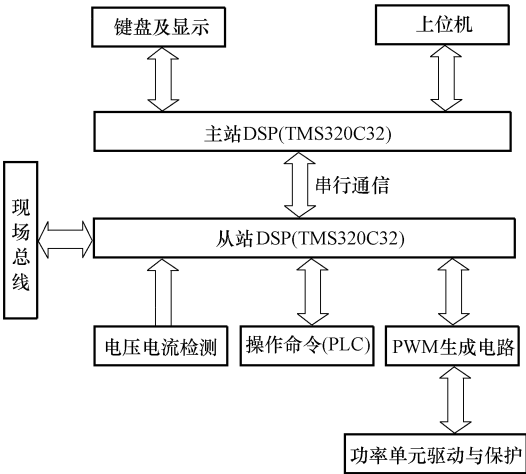 键盘及显示
上位机
主站DSP(TMS320C32)
串行通信
现场总线
从站DSP(TMS320C32)
电压电流检测
操作命令(PLC)
PWM生成电路
功率单元驱动与保护